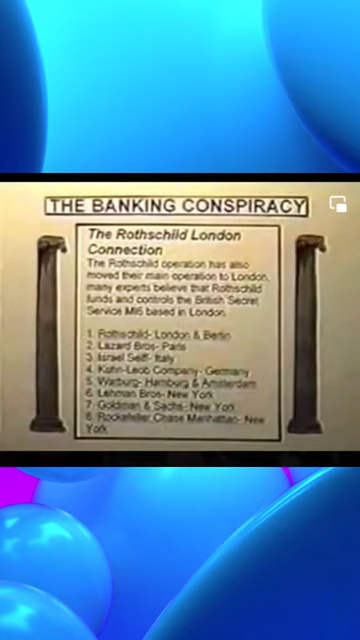 THE BANKING CONSPIRACY
The Rothschild London
Connection
The Rothschild operation has also
moved their main operation to London,
many experts believe that Rothschild
funds and controls the British Secret
Service MI6 based in London.
1. Rothschild- London & Berlin
2. Lazard Bros- Paris
3. Israel Seiff- Italy
4. Kuhn-Leob Company- Germany
5. Warburg- Hamburg & Amsterdam
6. Lehman Bros- New York
7. Goldman & Sachs- New York
8. Rockafeller Chase Manhattan- New
York